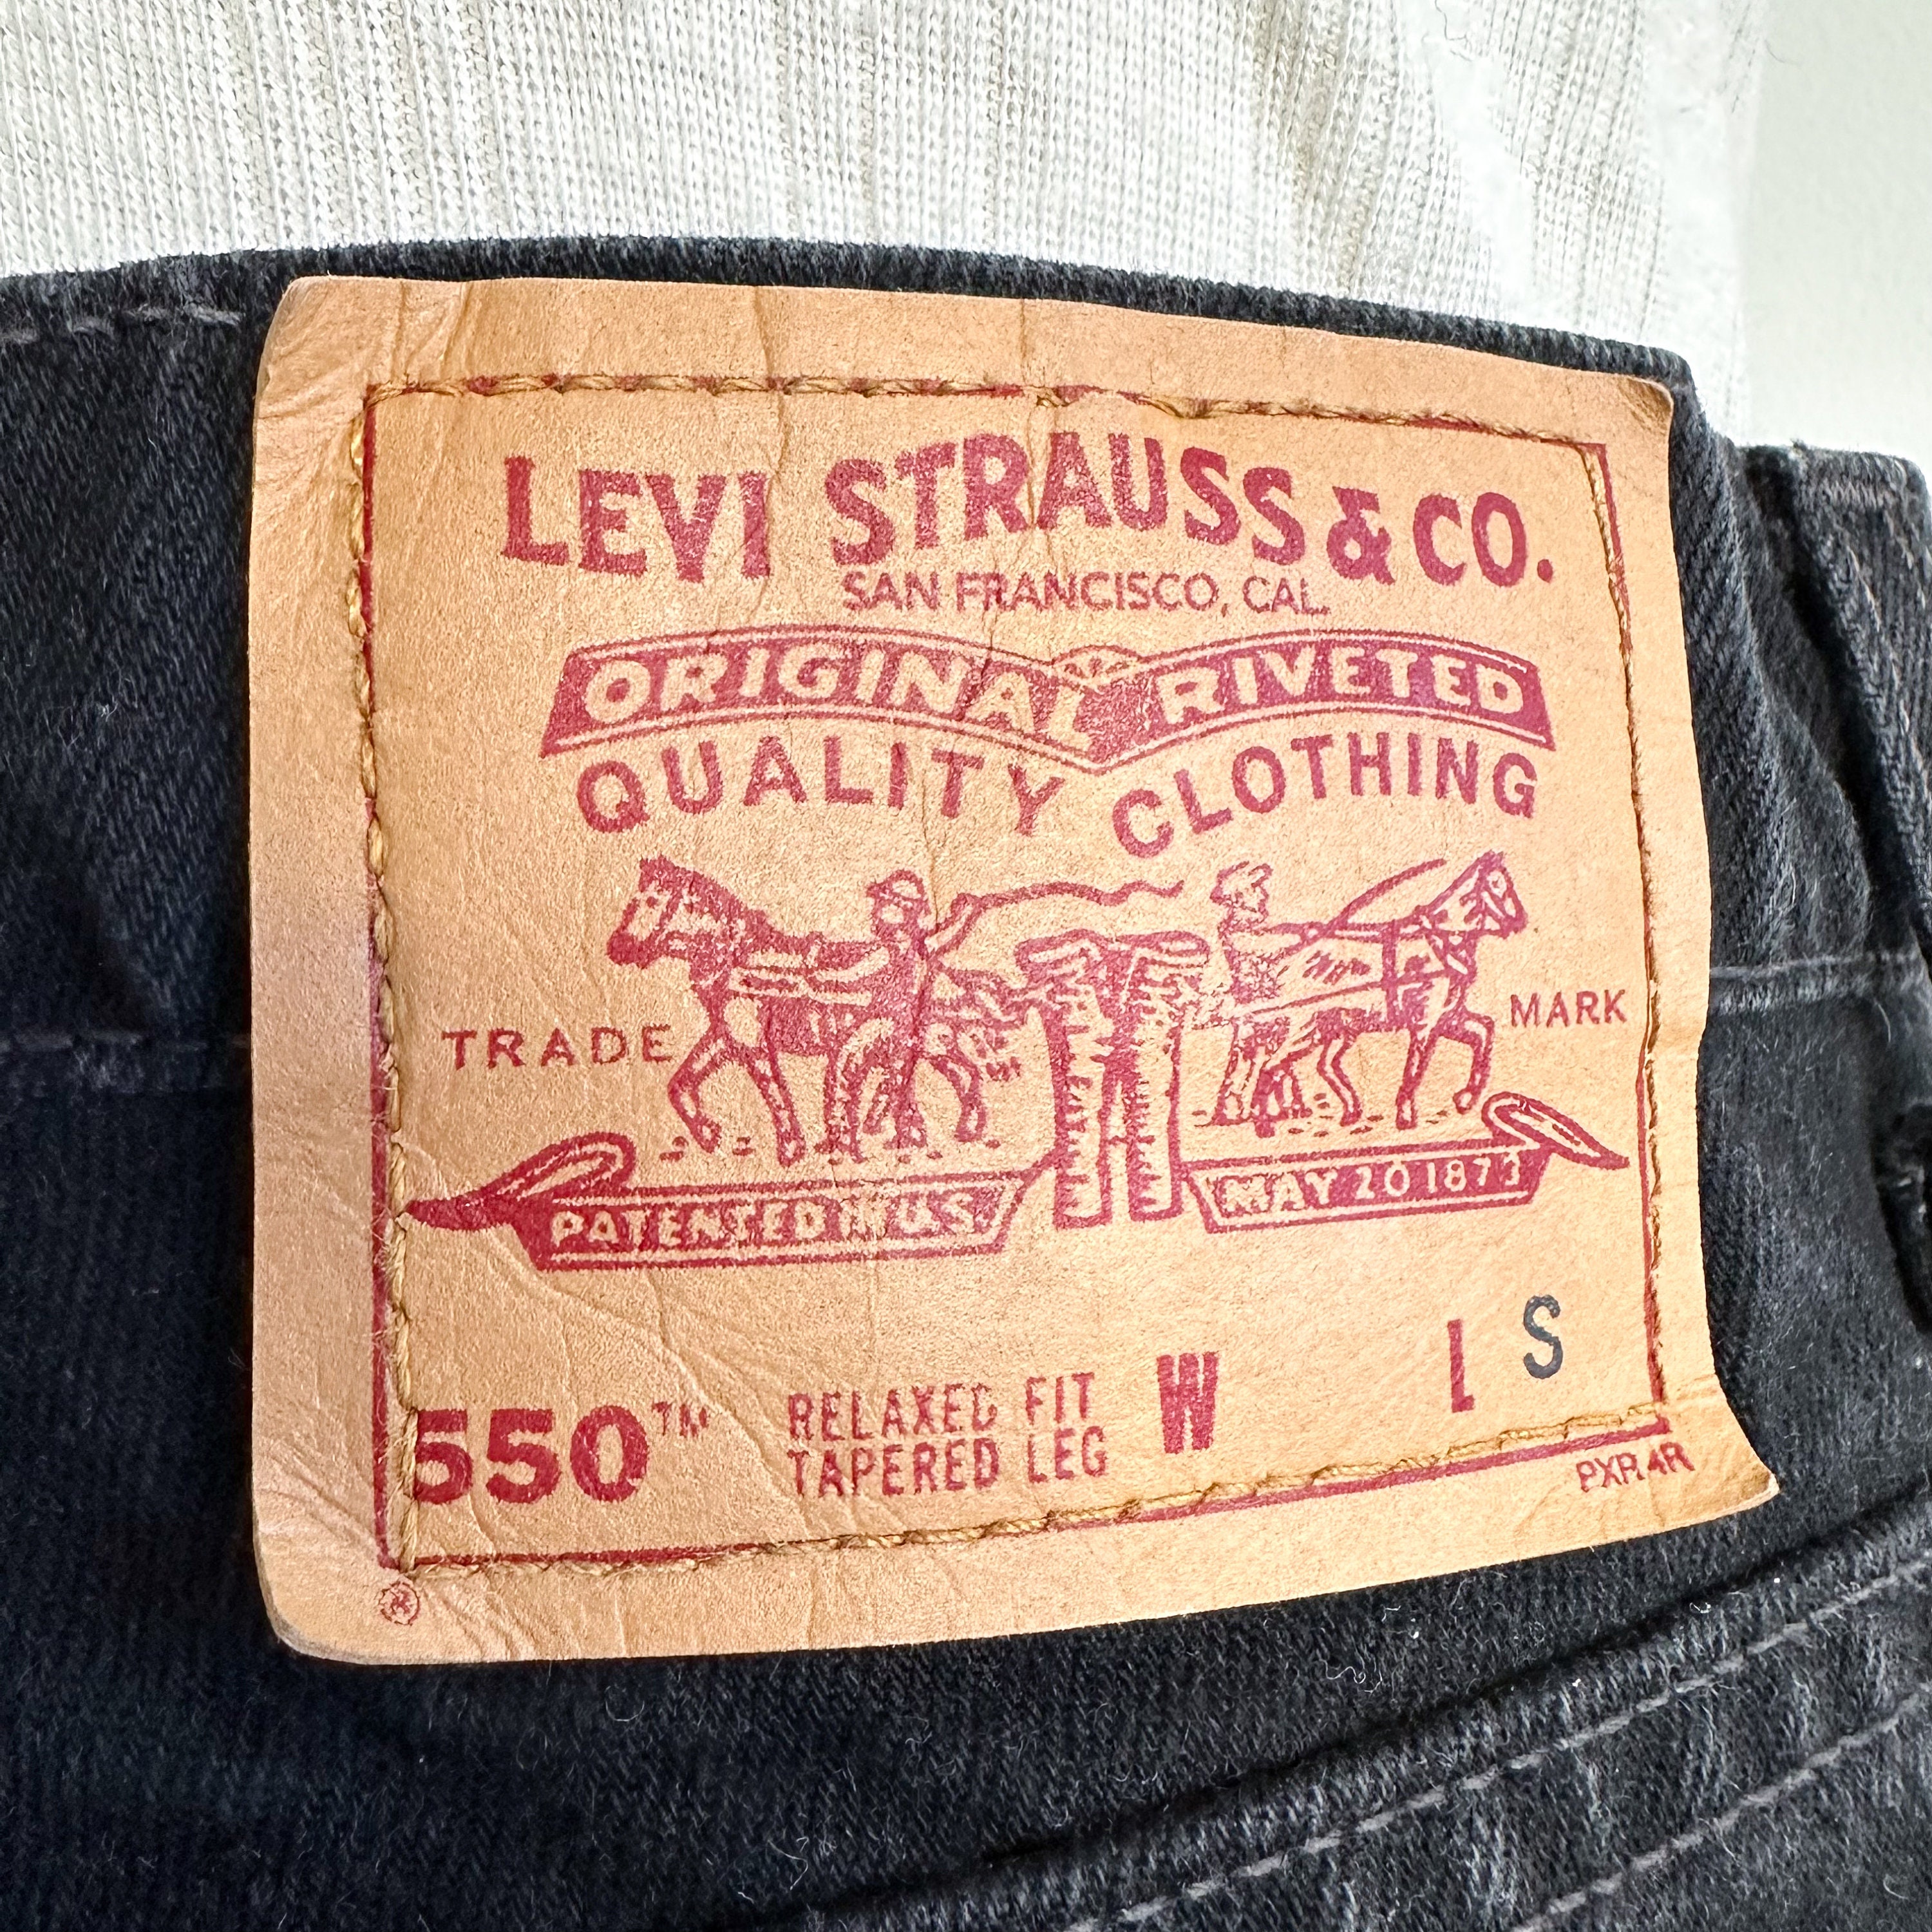 LEVI STRAUSS & CO.
SAN FRANCISCO, CAL.
ORIGINAL RIVETED
QUALITY CLOTHING
TRADE MARK
PATENTED IN U.S. MAY 20 1873
550™ RELAXED FIT W L S
TAPERED LEG
PXR4R
®